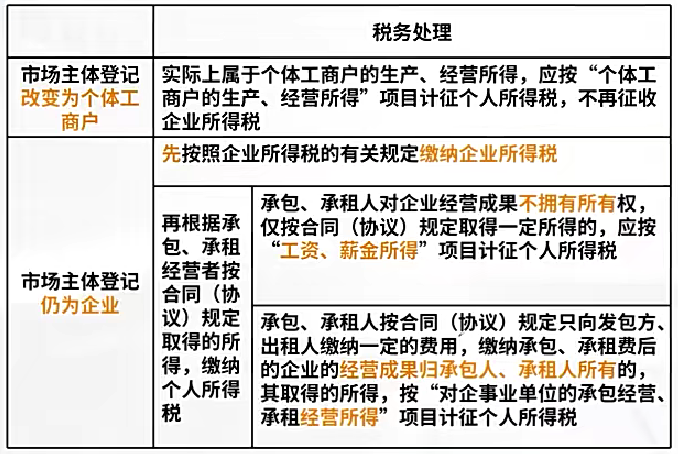 税务处理
市场主体登记
改变为个体工
商户
实际上属于个体工商户的生产、经营所得，应按“个体工
商户的生产、经营所得”项目计征个人所得税，不再征收
企业所得税
市场主体登记
仍为企业
先按照企业所得税的有关规定缴纳企业所得税
再根据承
包、承租
经营者按
合同（协
议）规定
取得的所
得，缴纳
个人所得
税
承包、承租人对企业经营成果不拥有所有权，
仅按合同（协议）规定取得一定所得的，应按
“工资、薪金所得”项目计征个人所得税
承包、承租人按合同（协议）规定只向发包方、
出租人缴纳一定的费用，缴纳承包、承租费后
的企业的经营成果归承包人、承租人所有的，
其取得的所得，按“对企事业单位的承包经营、
承租经营所得”项目计征个人所得税